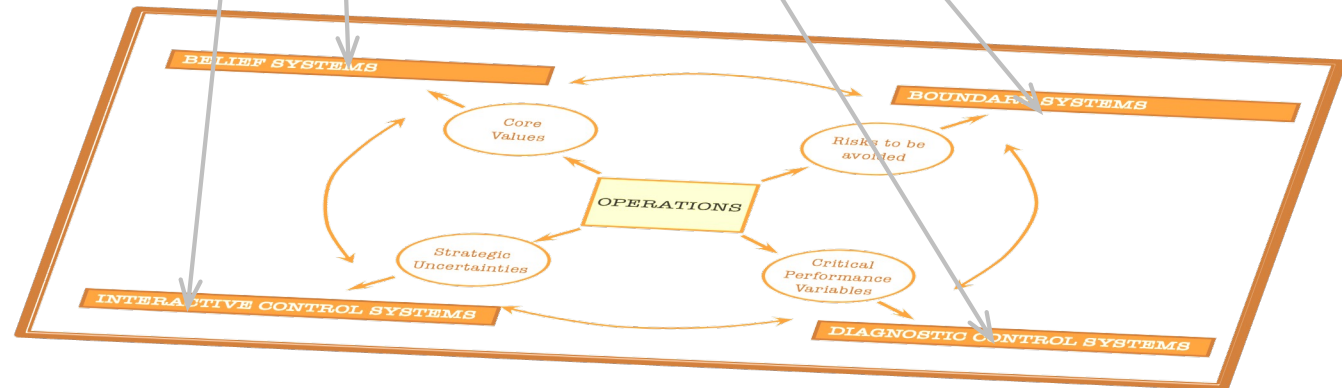 BELIEF SYSTEMS
BOUNDARY SYSTEMS
Core
Values
Risks to be
avoided
OPERATIONS
Strategic
Uncertainties
Critical
Performance
Variables
INTERACTIVE CONTROL SYSTEMS
DIAGNOSTIC CONTROL SYSTEMS